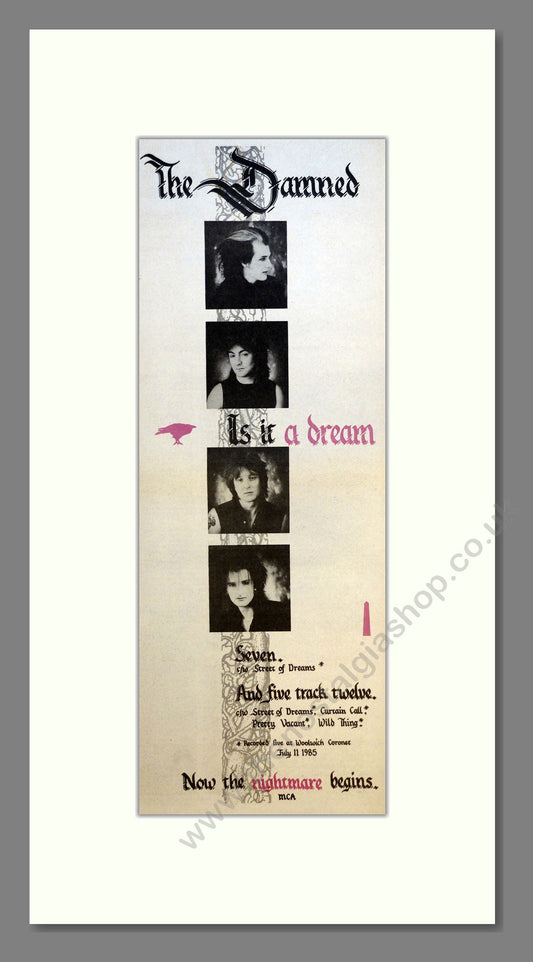 The Damned
Is it a dream
Seven.
c/w Street of Dreams *
And five track twelve.
c/w Street of Dreams*, Curtain Call*
Pretty Vacant*, Wild Thing*
* Recorded live at Woolwich Coronet
July 11 1985
Now the nightmare begins.
MCA
www.thenostalgiashop.co.uk